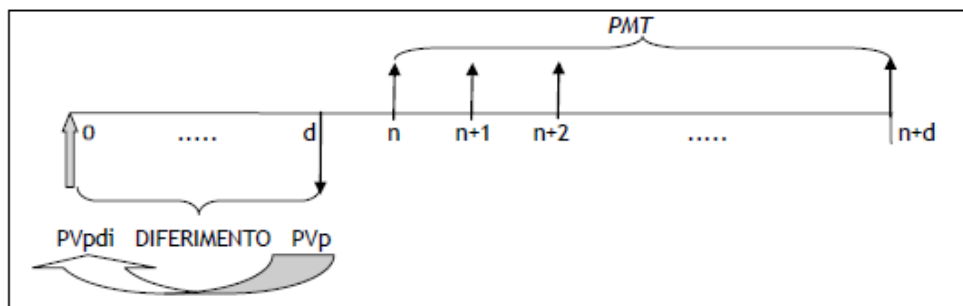 PMT
0 ..... d n n+1 n+2 ..... n+d
PVpdi DIFERIMENTO PVp